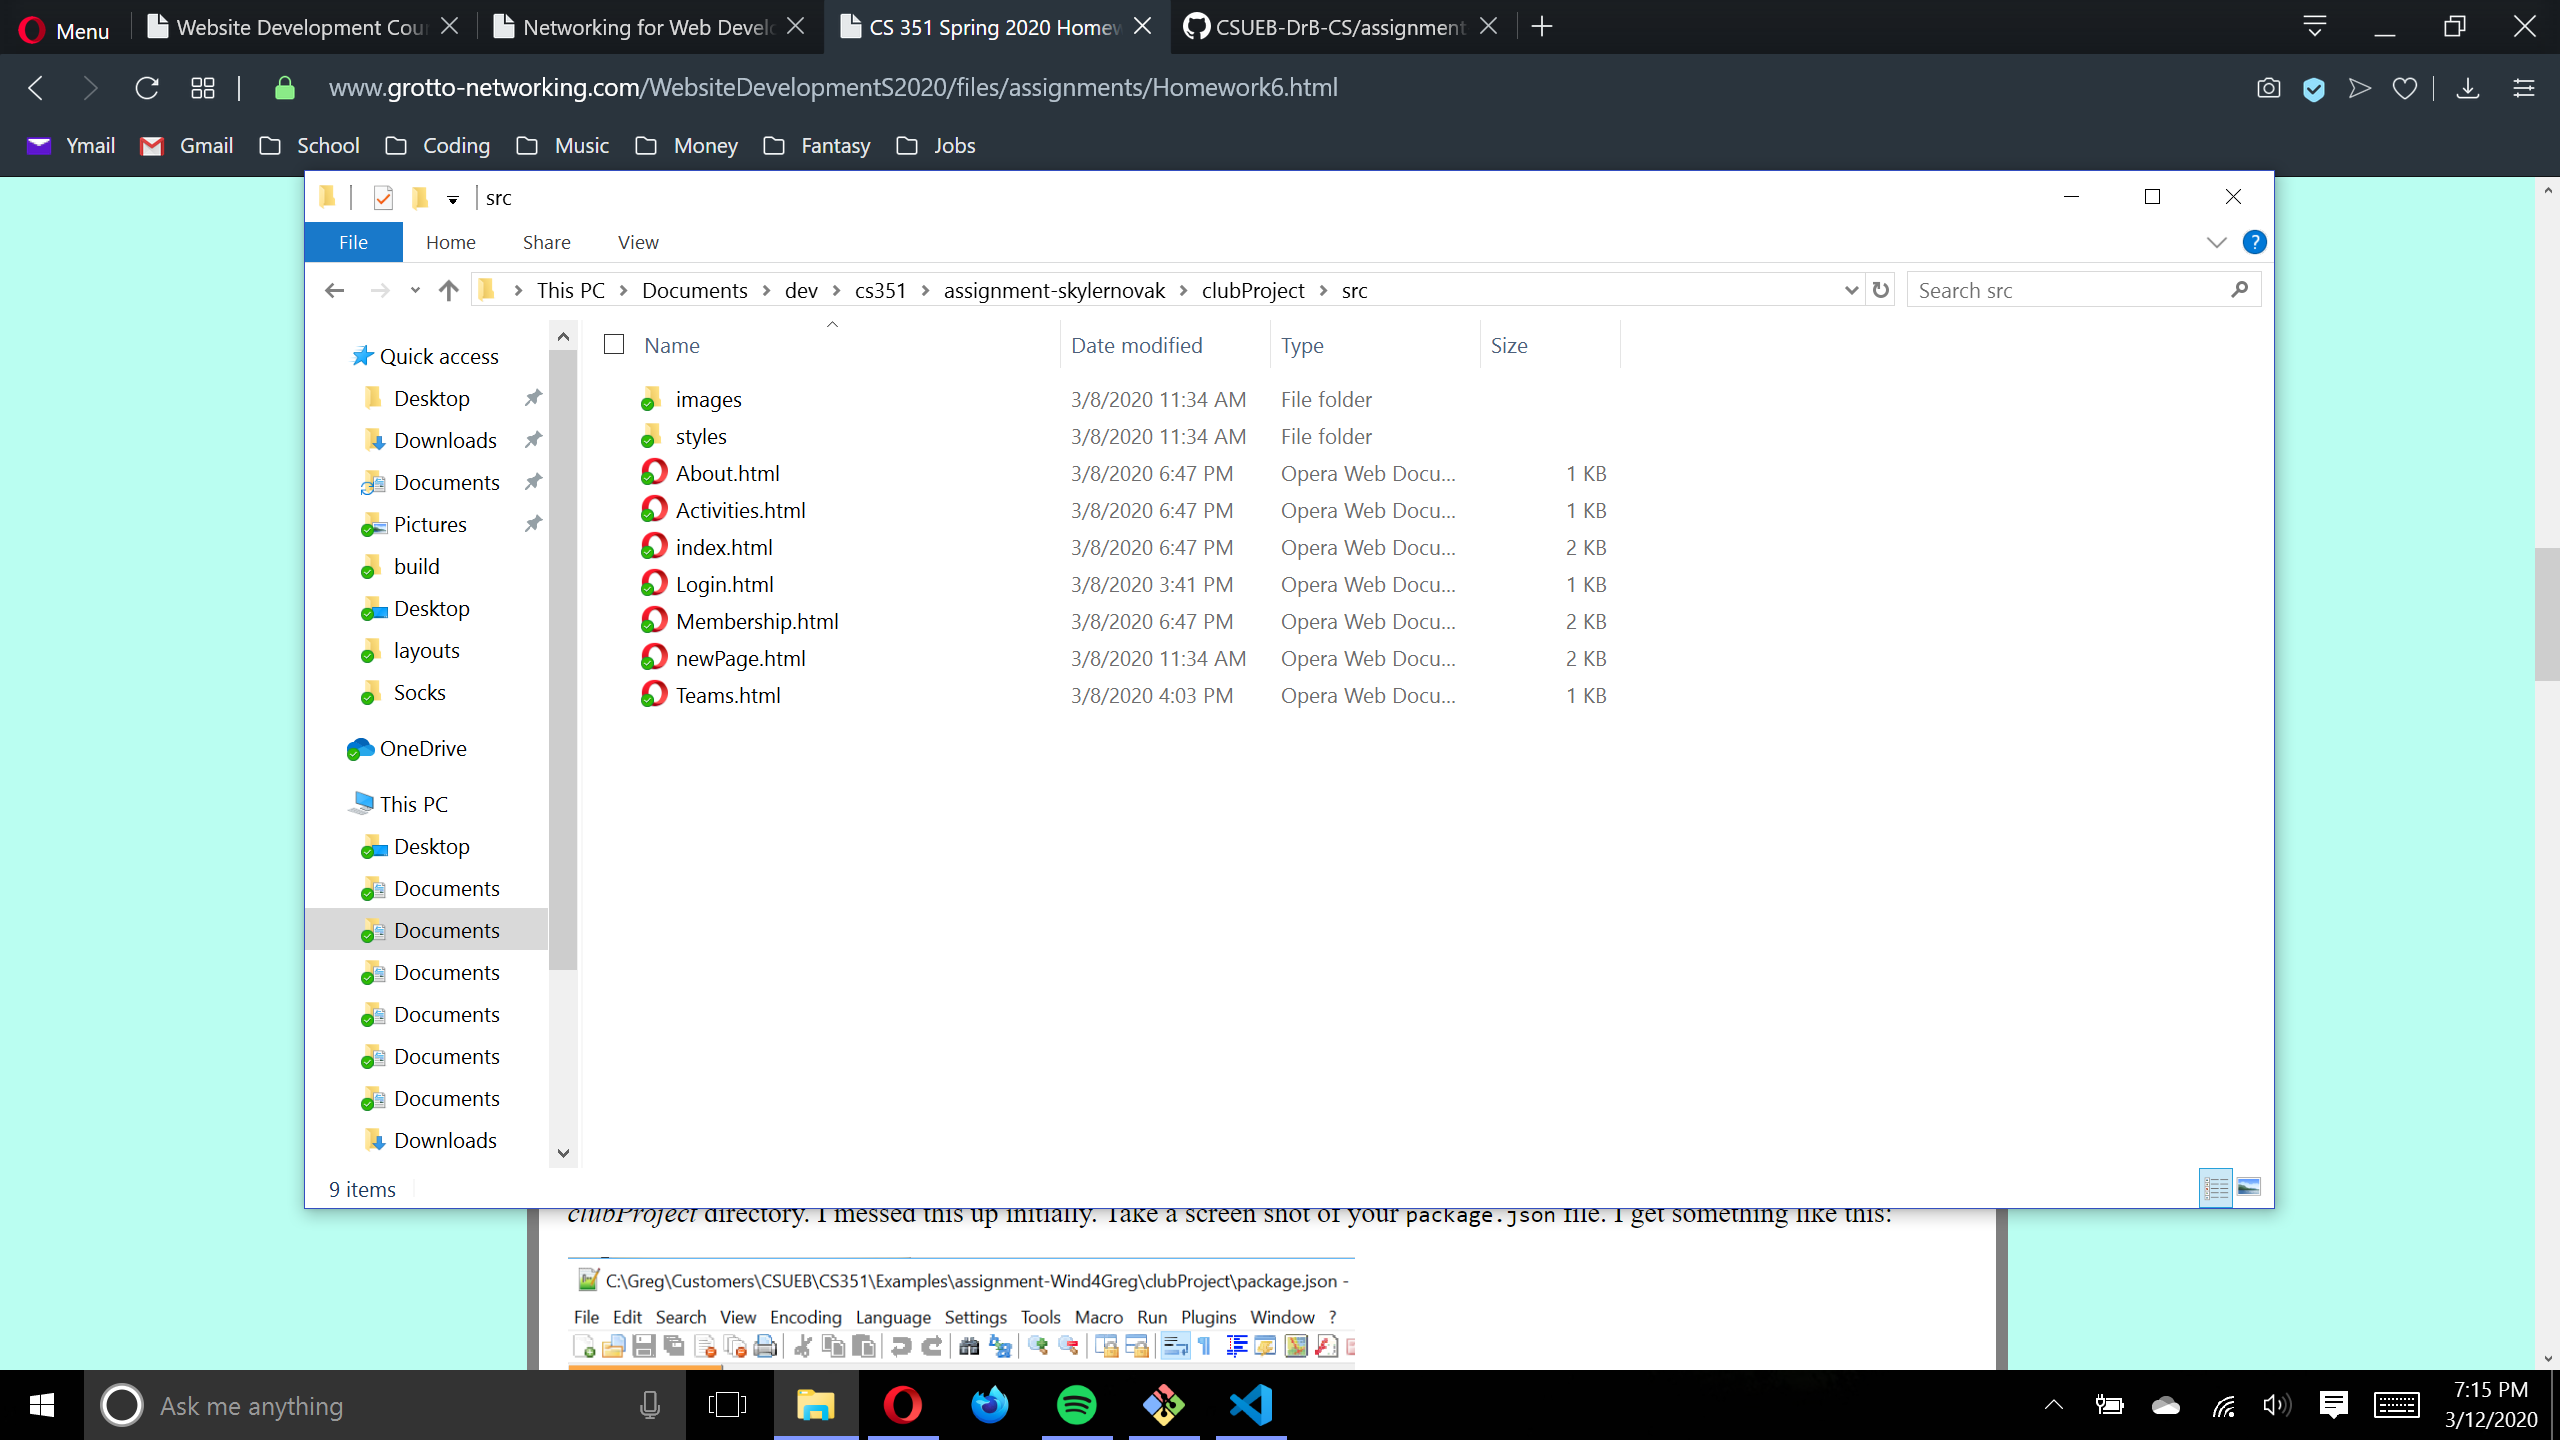 Menu
Website Development Cour
Networking for Web Develo
CS 351 Spring 2020 Homew
CSUEB-DrB-CS/assignment
www.grotto-networking.com/WebsiteDevelopmentS2020/files/assignments/Homework6.html
Ymail Gmail School Coding Music Money Fantasy Jobs
src
File Home Share View
This PC Documents dev cs351 assignment-skylernovak clubProject src
Search src
Quick access
Desktop
Downloads
Documents
Pictures
build
Desktop
layouts
Socks
OneDrive
This PC
Desktop
Documents
Documents
Documents
Documents
Documents
Documents
Downloads
Name Date modified Type Size
images 3/8/2020 11:34 AM File folder
styles 3/8/2020 11:34 AM File folder
About.html 3/8/2020 6:47 PM Opera Web Docu... 1 KB
Activities.html 3/8/2020 6:47 PM Opera Web Docu... 1 KB
index.html 3/8/2020 6:47 PM Opera Web Docu... 2 KB
Login.html 3/8/2020 3:41 PM Opera Web Docu... 1 KB
Membership.html 3/8/2020 6:47 PM Opera Web Docu... 2 KB
newPage.html 3/8/2020 11:34 AM Opera Web Docu... 2 KB
Teams.html 3/8/2020 4:03 PM Opera Web Docu... 1 KB
9 items
clubProject directory. I messed this up initially. Take a screen shot of your package.json file. I get something like this:
C:\Greg\Customers\CSUEB\CS351\Examples\assignment-Wind4Greg\clubProject\package.json -
File Edit Search View Encoding Language Settings Tools Macro Run Plugins Window ?
Ask me anything
7:15 PM
3/12/2020